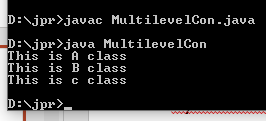 D:\jpr>javac MultilevelCon.java
D:\jpr>java MultilevelCon
This is A class
This is B class
This is c class
D:\jpr>_